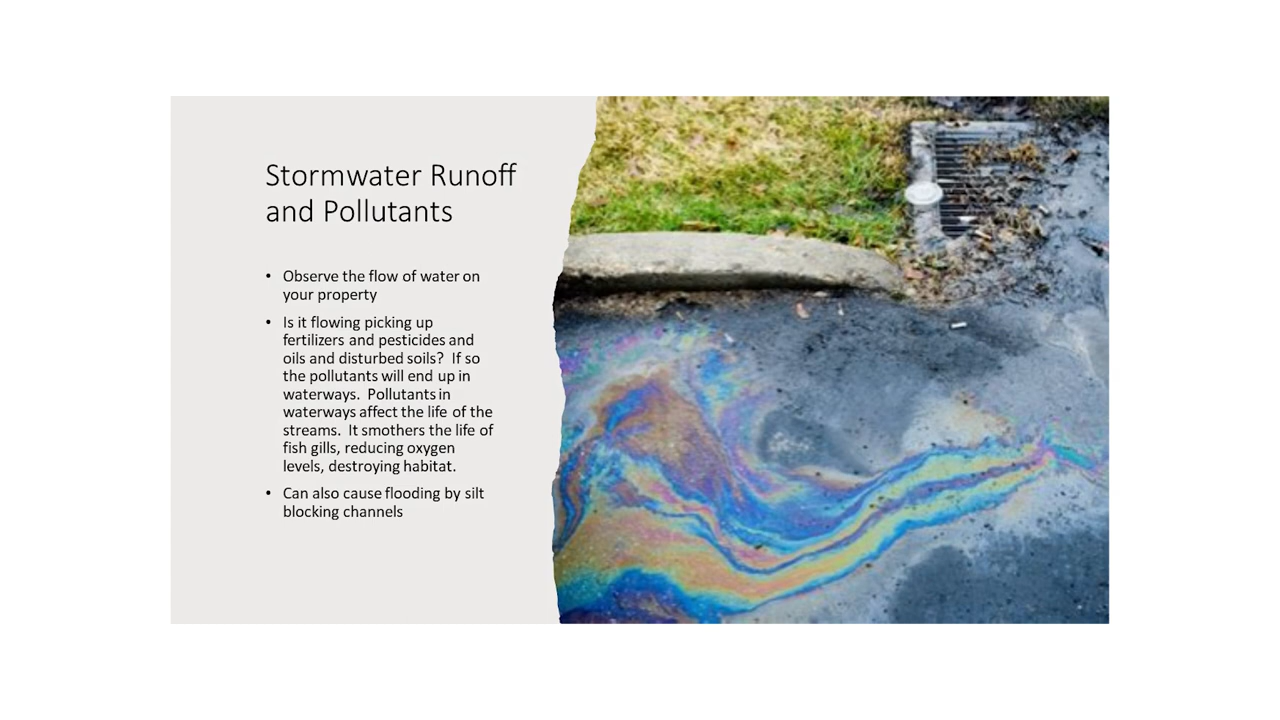 Stormwater Runoff
and Pollutants
• Observe the flow of water on
your property
• Is it flowing picking up
fertilizers and pesticides and
oils and disturbed soils?  If so
the pollutants will end up in
waterways.  Pollutants in
waterways affect the life of the
streams.  It smothers the life of
fish gills, reducing oxygen
levels, destroying habitat.
• Can also cause flooding by silt
blocking channels